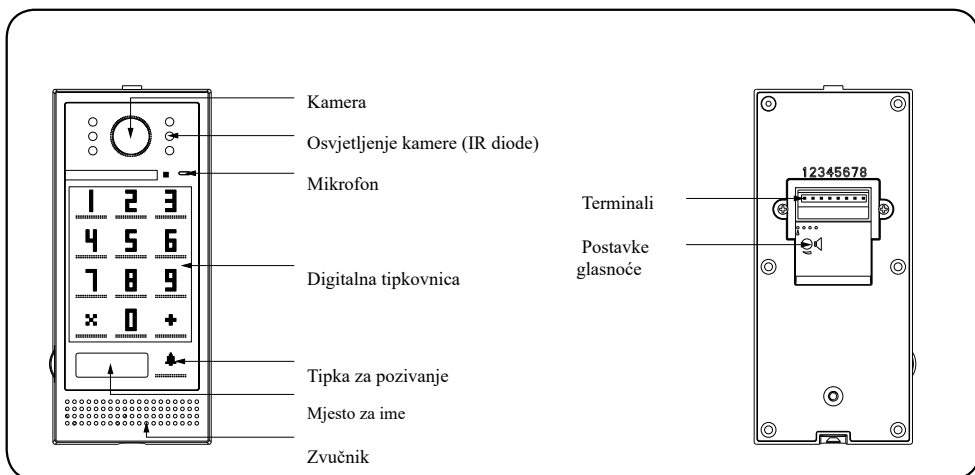 Kamera
Osvjetljenje kamere (IR diode)
Mikrofon
1 2 3
4 5 6
7 8 9
× 0 +
Digitalna tipkovnica
Tipka za pozivanje
Mjesto za ime
Zvučnik
12345678
Terminali
Postavke
glasnoće